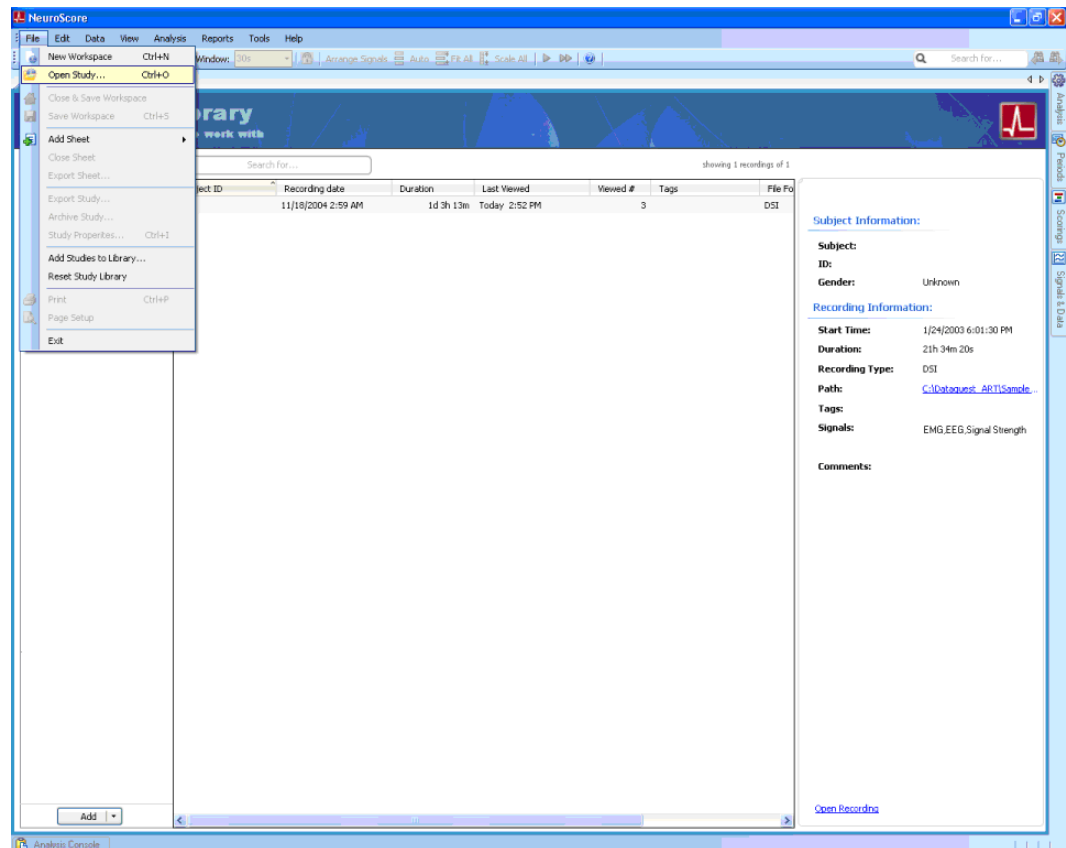 NeuroScore
File Edit Data View Analysis Reports Tools Help
New Workspace Ctrl+N
Window: 30s Arrange Signals Auto Fit All Scale All Search for...
Open Study... Ctrl+O
Close & Save Workspace
Save Workspace Ctrl+S
Add Sheet
Close Sheet
Export Sheet...
Export Study...
Archive Study...
Study Properites... Ctrl+I
Add Studies to Library...
Reset Study Library
Print Ctrl+P
Page Setup
Exit
rary
work with
Search for...
showing 1 recordings of 1
ject ID Recording date Duration Last Viewed Viewed # Tags File Fo
11/18/2004 2:59 AM 1d 3h 13m Today 2:52 PM 3 DSI
Subject Information:
Subject:
ID:
Gender: Unknown
Recording Information:
Start Time: 1/24/2003 6:01:30 PM
Duration: 21h 34m 20s
Recording Type: DSI
Path: C:\Dataquest_ART\Sample...
Tags:
Signals: EMG,EEG,Signal Strength
Comments:
Open Recording
Analysis
Periods
Scorings
Signals & Data
Add
Analysis Console